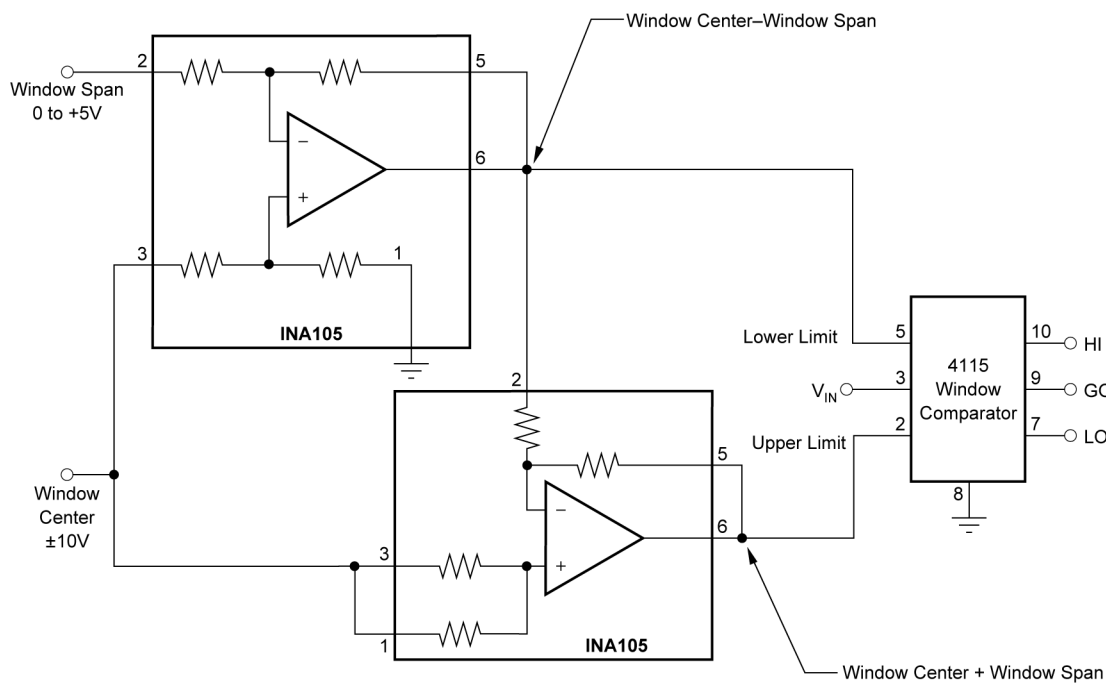 Window Center–Window Span
2
5
Window Span
0 to +5V
–
6
+
3
1
INA105
Lower Limit
5
10
HI
4115
Window
Comparator
2
VIN
3
9
GO
Upper Limit
2
7
LO
5
Window
Center
±10V
8
–
6
3
+
1
INA105
Window Center + Window Span